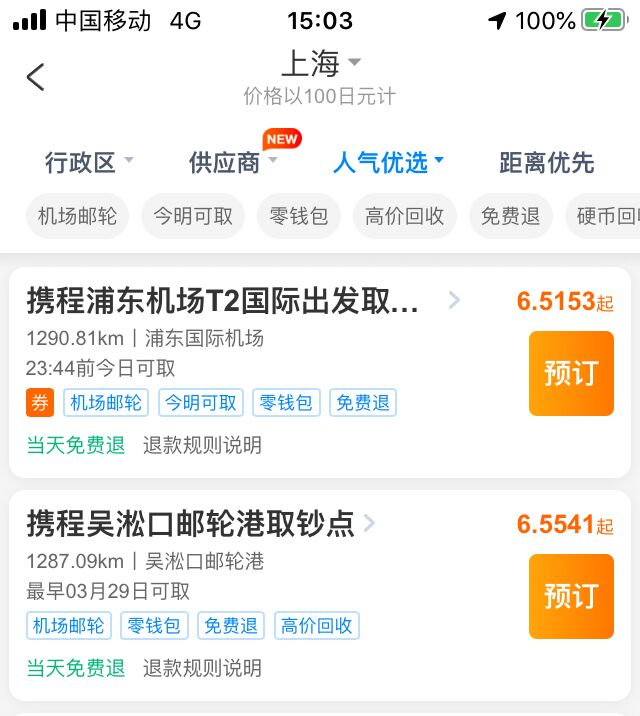 中国移动 4G 15:03 100%
上海
价格以100日元计
NEW
行政区 供应商 人气优选 距离优先
机场邮轮 今明可取 零钱包 高价回收 免费退 硬币回
携程浦东机场T2国际出发取... 6.5153起
1290.81km | 浦东国际机场
23:44前今日可取
预订
券 机场邮轮 今明可取 零钱包 免费退
当天免费退 退款规则说明
携程吴淞口邮轮港取钞点 6.5541起
1287.09km | 吴淞口邮轮港
最早03月29日可取
预订
机场邮轮 零钱包 免费退 高价回收
当天免费退 退款规则说明